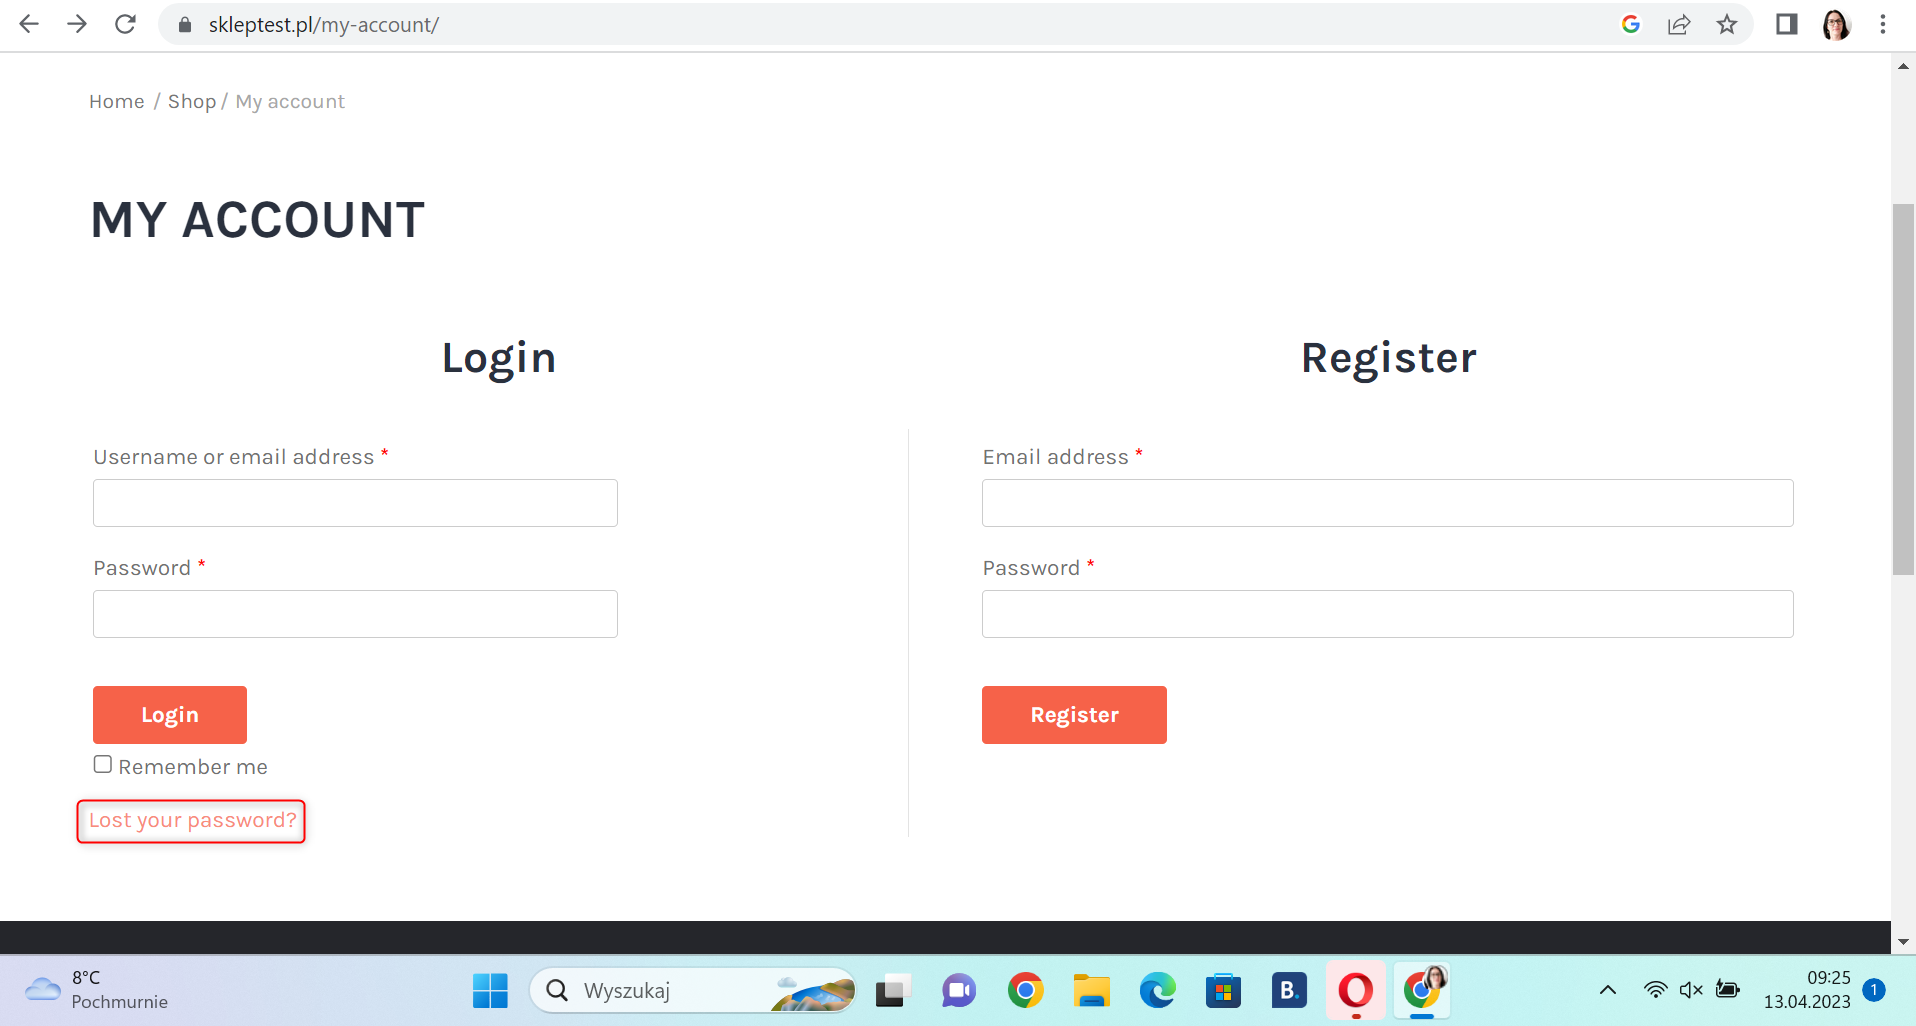 skleptest.pl/my-account/
Home / Shop / My account
MY ACCOUNT
Login
Username or email address *
Password *
Login
Remember me
Lost your password?
Register
Email address *
Password *
Register
8°C
Pochmurnie
Wyszukaj
B.
09:25
13.04.2023
1